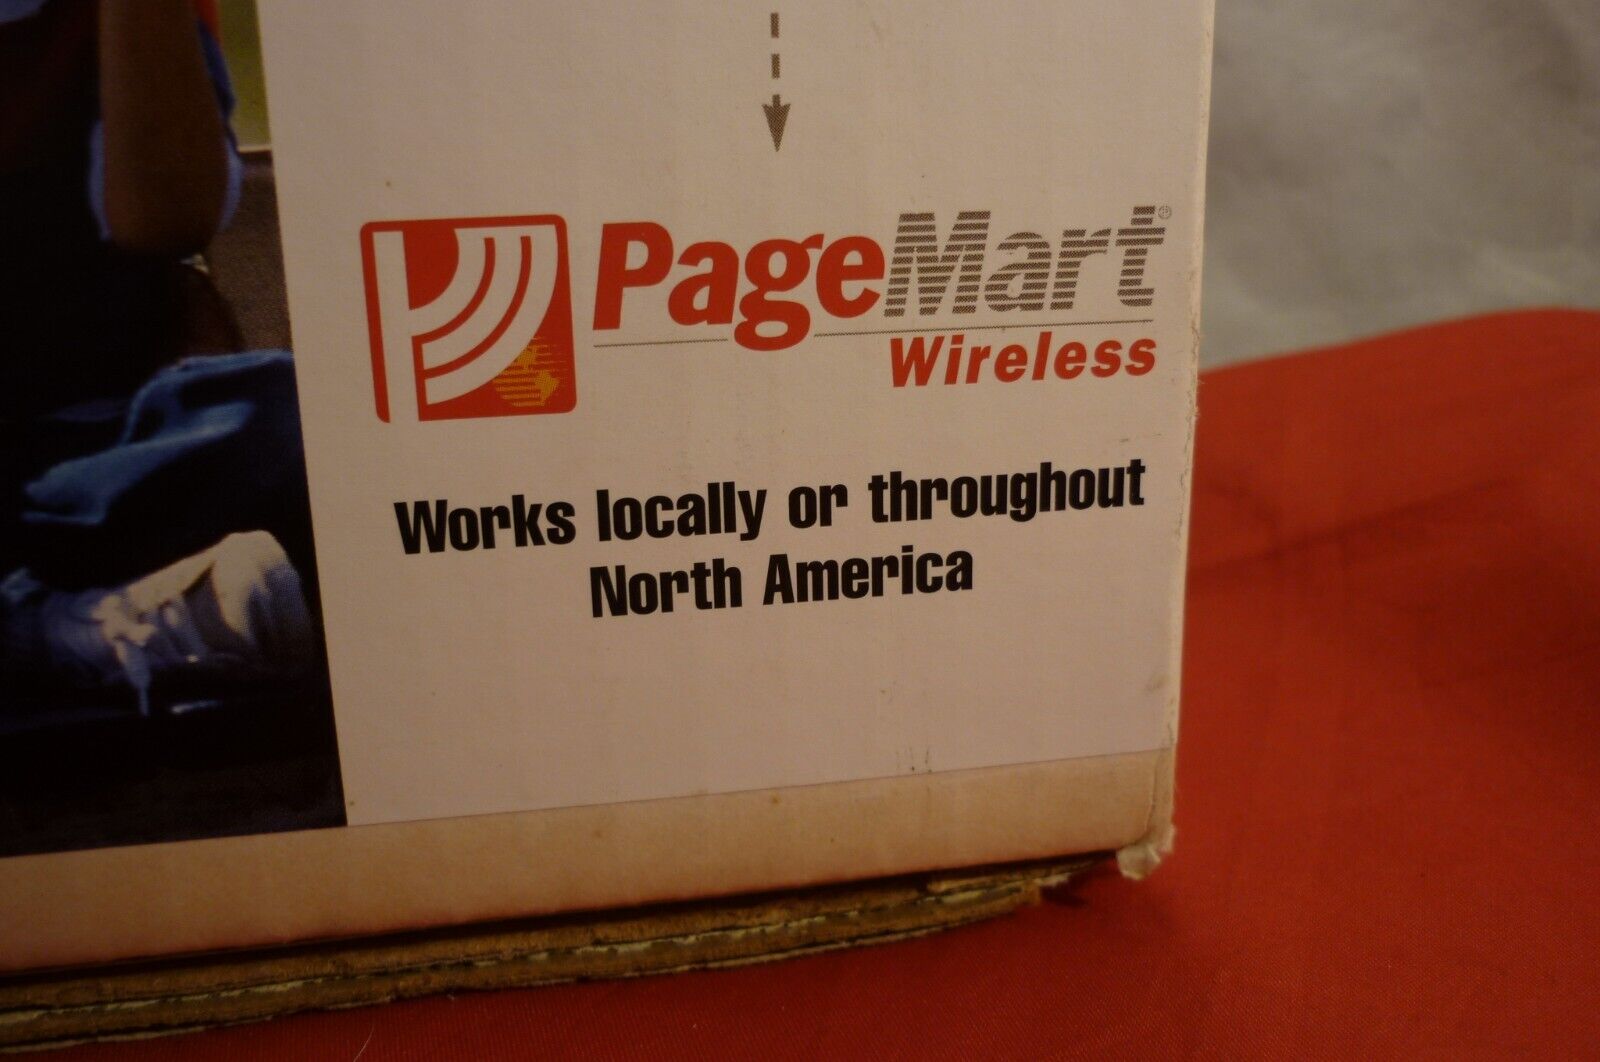 PageMart®
Wireless
Works locally or throughout
North America